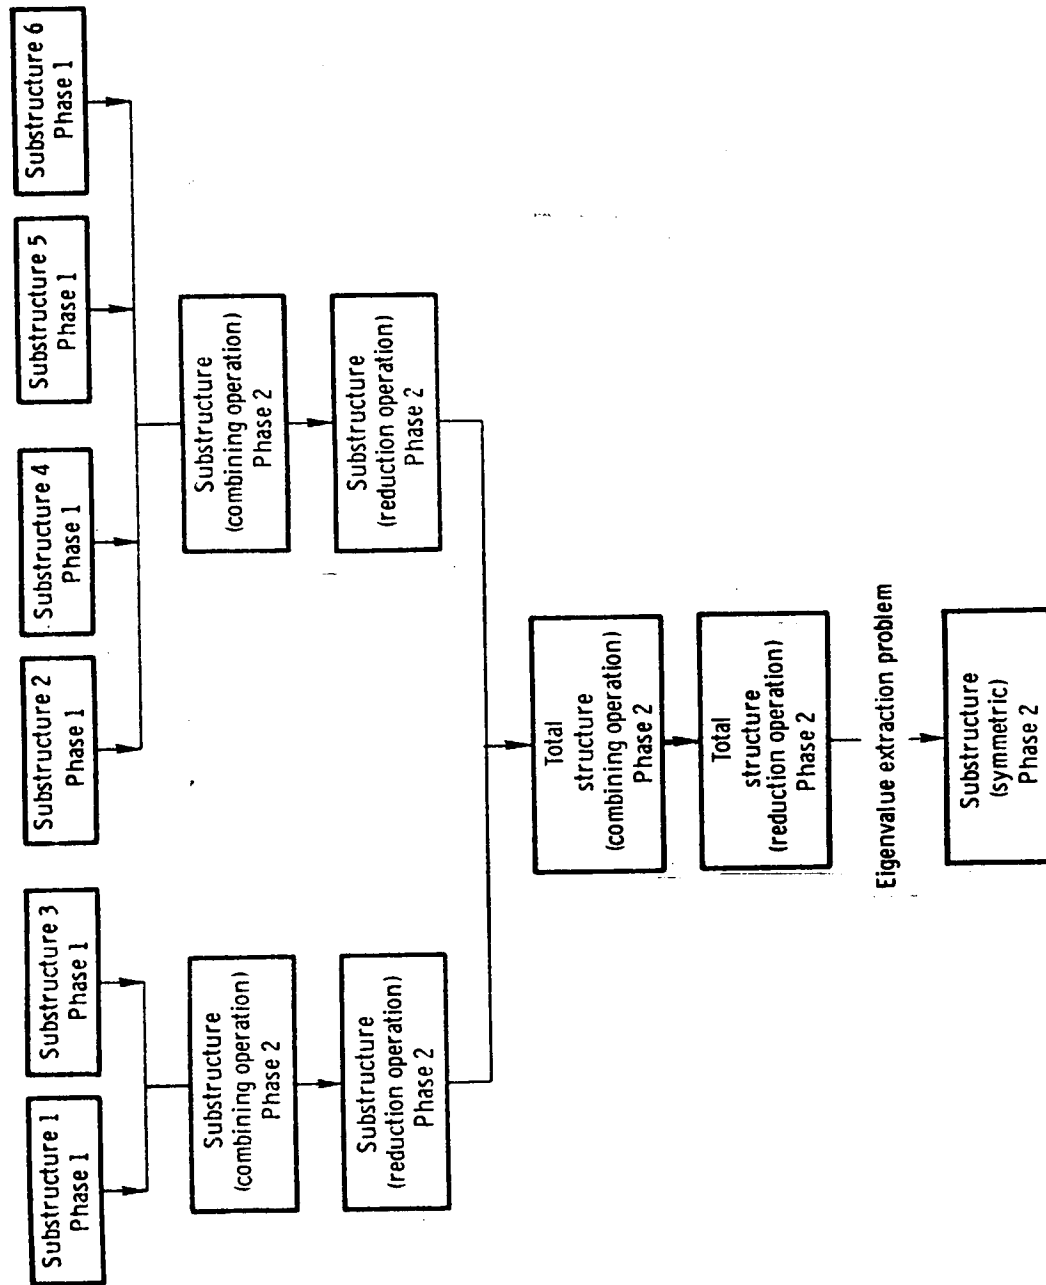 Substructure 1
Phase 1
Substructure 3
Phase 1
Substructure 2
Phase 1
Substructure 4
Phase 1
Substructure 5
Phase 1
Substructure 6
Phase 1
Substructure
(combining operation)
Phase 2
Substructure
(combining operation)
Phase 2
Substructure
(reduction operation)
Phase 2
Substructure
(reduction operation)
Phase 2
Total
structure
(combining operation)
Phase 2
Total
structure
(reduction operation)
Phase 2
Eigenvalue extraction problem
Substructure
(symmetric)
Phase 2